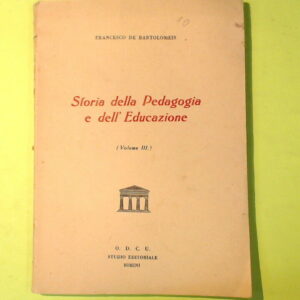 10
FRANCESCO DE BARTOLOMEIS
Storia della Pedagogia
e dell' Educazione
(Volume III.)
O. D. C. U.
STUDIO EDITORIALE
RIMINI